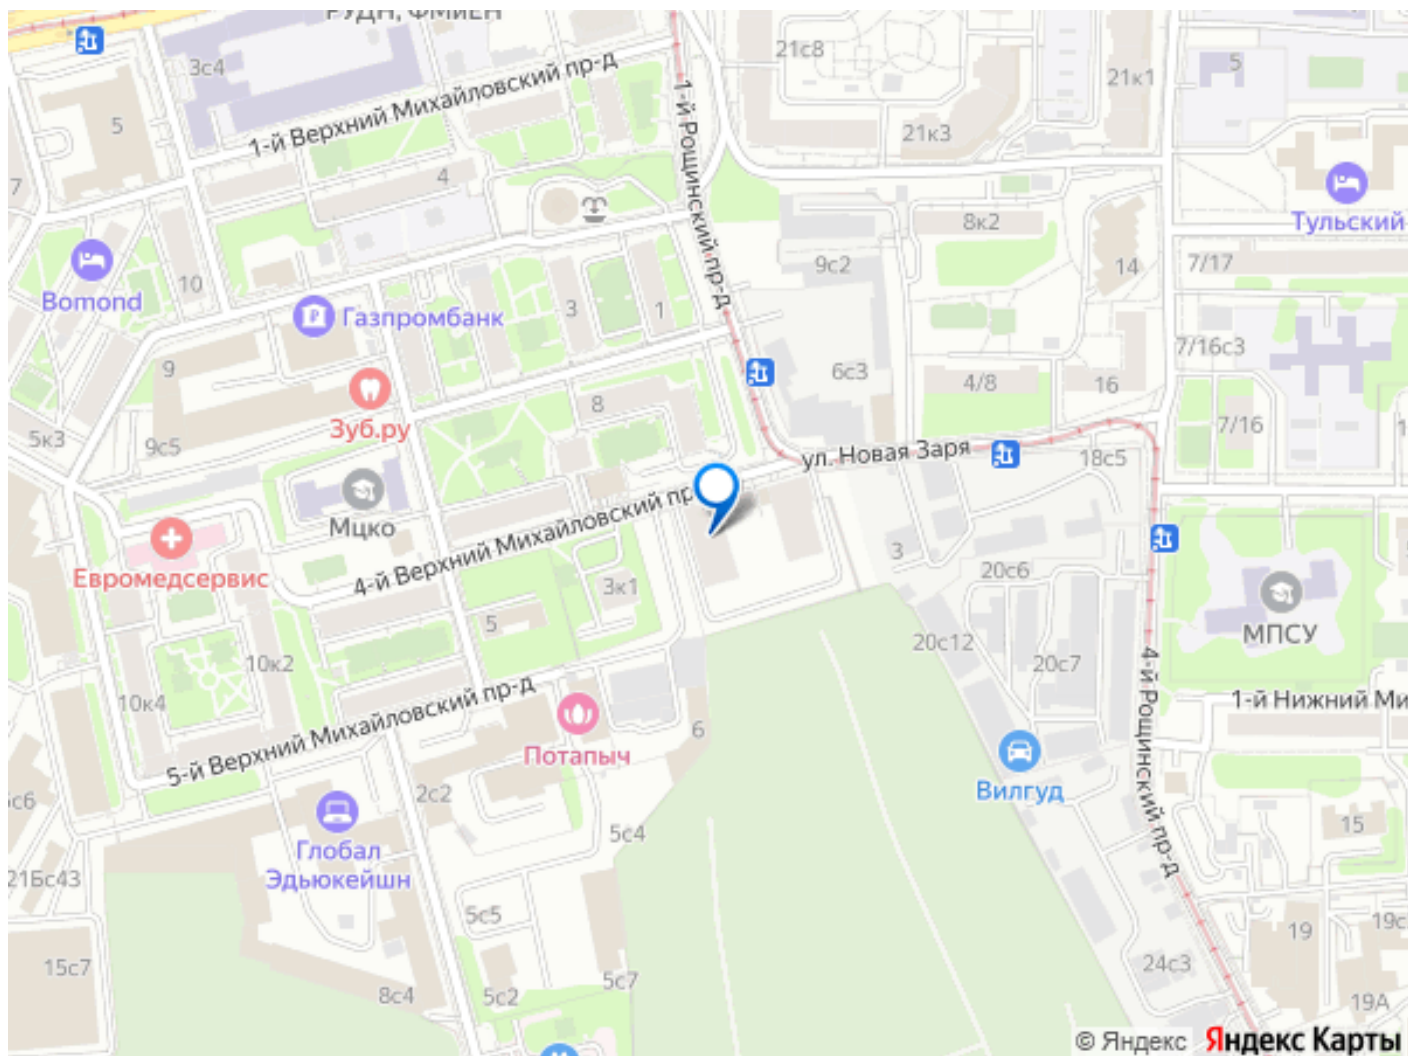 РУДН, ФМиЕН
3с4
21с8
5
21к1
1-й Верхний Михайловский пр-д
5
21к3
1-й Рощинский пр-д
7
4
8к2
Тульский
10
9с2
14
7/17
Bomond
Газпромбанк
3
1
7/16с3
9
6с3
4/8
16
Зуб.ру
8
5к3
9с5
7/16
1
ул. Новая Заря
18с5
Мцко
4-й Верхний Михайловский пр
3
Евромедсервис
3к1
20с6
5
МПСУ
10к2
20с12
20с7
10к4
1-й Нижний Ми
5-й Верхний Михайловский пр-д
4-й Рощинский пр-д
6
Потапыч
2с2
Вилгуд
с6
5с4
15
Глобал
Эдьюкейшн
21Бс43
5с5
19
19с
15с7
24с3
8с4
5с2
5с7
19А
© Яндекс Яндекс Карты